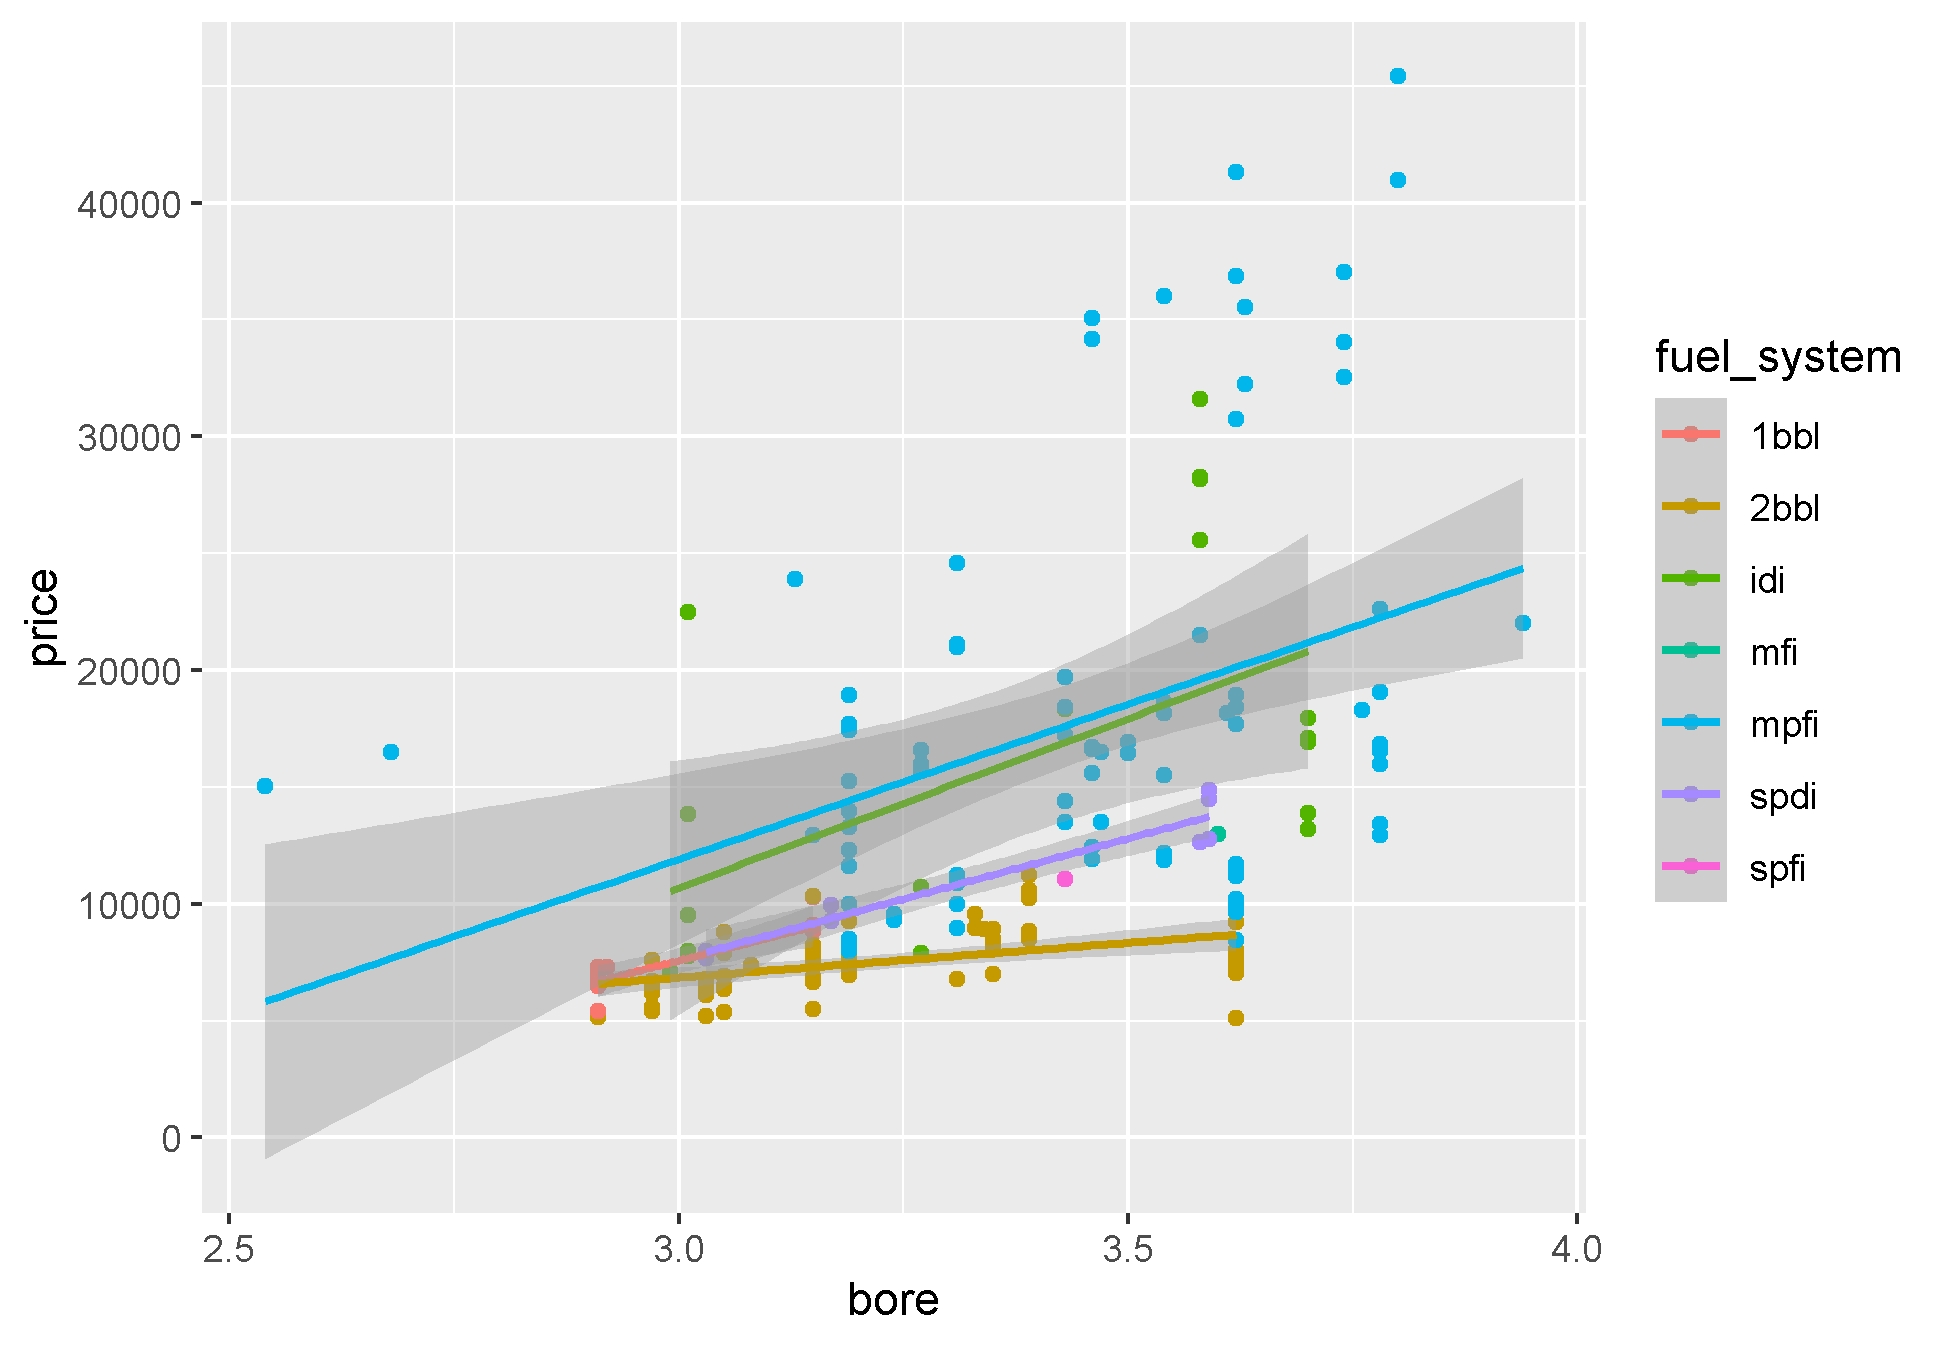 40000
30000
20000
10000
0
price
2.5
3.0
3.5
4.0
bore
fuel_system
1bbl
2bbl
idi
mfi
mpfi
spdi
spfi